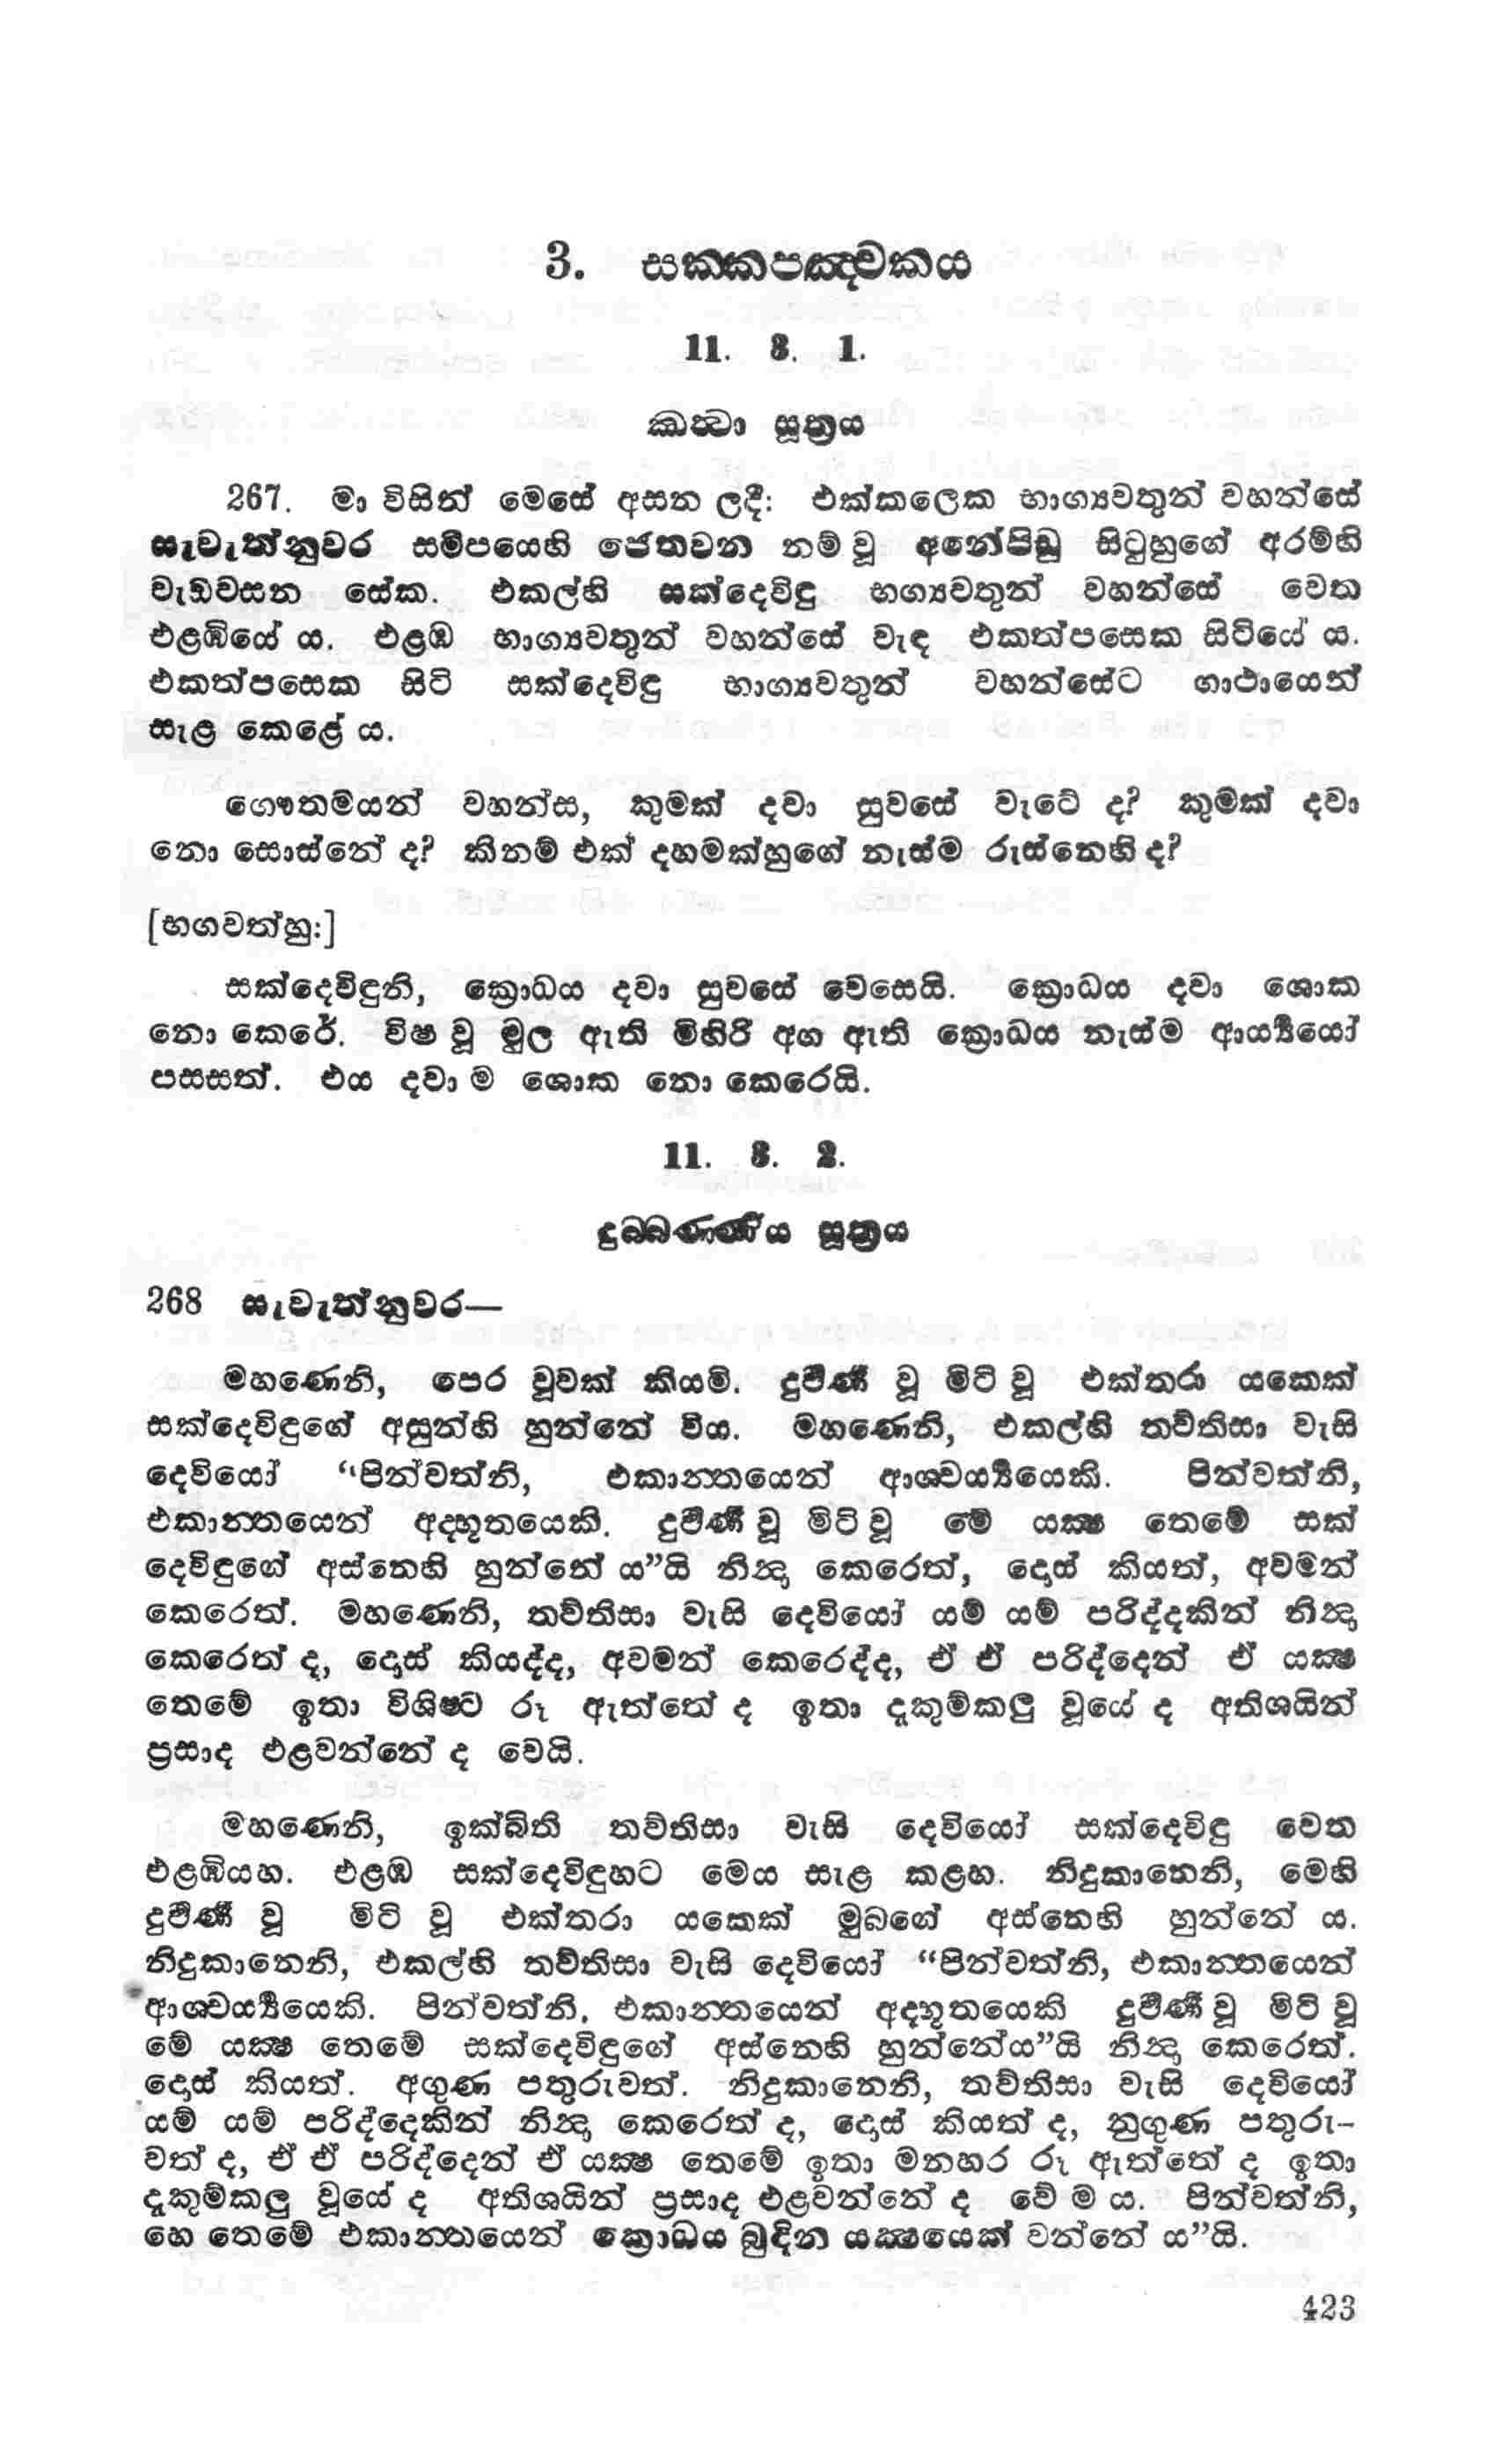 3. සක්කපඤ්චකය
11. 3. 1.
ඣත්වා සූත්‍රය
267. මා විසින් මෙසේ අසන ලදී: එක්කලෙක භාග්‍යවතුන් වහන්සේ
සැවැත්නුවර සමීපයෙහි ජෙතවන නම් වූ අනේපිඬු සිටුහුගේ අරම්හි
වැඩවසන සේක. එකල්හි සක්දෙවිඳු භග්‍යවතුන් වහන්සේ වෙත
එළඹියේ ය. එළඹ භාග්‍යවතුන් වහන්සේ වැඳ එකත්පසෙක සිටියේ ය.
එකත්පසෙක සිටි සක්දෙවිඳු භාග්‍යවතුන් වහන්සේට ගාථායෙන්
සැළ කෙළේ ය.
ගෞතමයන් වහන්ස, කුමක් දවා සුවසේ වැටේ ද? කුමක් දවා
නො සොස්නේ ද? කිනම් එක් දහමක්හුගේ නැස්ම රුස්නෙහි ද?
[භගවත්හු:]
සක්දෙවිඳුනි, ක්‍රොධය දවා සුවසේ වෙසෙයි. ක්‍රොධය දවා ශොක
නො කෙරේ. විෂ වූ මුල ඇති මිහිරි අග ඇති ක්‍රොධය නැස්ම ආර්‍ය්‍යයෝ
පසසත්. එය දවා ම ශොක නො කෙරෙයි.
11. 3. 2.
දුබ්බණ්ණිය සූත්‍රය
268 සැවැත්නුවර—
මහණෙනි, පෙර වූවක් කියමි. දුර්‍වර්‍ණ වූ මිටි වූ එක්තරා යකෙක්
සක්දෙවිඳුගේ අසුන්හි හුන්නේ විය. මහණෙනි, එකල්හි තව්තිසා වැසි
දෙවියෝ “පින්වත්නි, එකාන්තයෙන් ආශ්චර්‍ය්‍යයෙකි. පින්වත්නි,
එකාන්තයෙන් අද්භූතයෙකි. දුර්‍වර්‍ණ වූ මිටි වූ මේ යක්ෂ තෙමේ සක්
දෙවිඳුගේ අස්නෙහි හුන්නේ ය”යි නින්දා කෙරෙත්, දොස් කියත්, අවමන්
කෙරෙත්. මහණෙනි, තව්තිසා වැසි දෙවියෝ යම් යම් පරිද්දකින් නින්දා
කෙරෙත් ද, දොස් කියද්ද, අවමන් කෙරෙද්ද, ඒ ඒ පරිද්දෙන් ඒ යක්ෂ
තෙමේ ඉතා විශිෂ්ට රූ ඇත්තේ ද ඉතා දැකුම්කලු වූයේ ද අතිශයින්
ප්‍රසාද එළවන්නේ ද වෙයි.
මහණෙනි, ඉක්බිති තව්තිසා වැසි දෙවියෝ සක්දෙවිඳු වෙත
එළඹියහ. එළඹ සක්දෙවිඳුහට මෙය සැළ කළහ. නිදුකානෙනි, මෙහි
දුර්‍වර්‍ණ වූ මිටි වූ එක්තරා යකෙක් මුබගේ අස්නෙහි හුන්නේ ය.
නිදුකානෙනි, එකල්හි තව්තිසා වැසි දෙවියෝ “පින්වත්නි, එකාන්තයෙන්
ආශ්චර්‍ය්‍යයෙකි. පින්වත්නි, එකාන්තයෙන් අද්භූතයෙකි දුර්‍වර්‍ණ වූ මිටි වූ
මේ යක්ෂ තෙමේ සක්දෙවිඳුගේ අස්නෙහි හුන්නේය”යි නින්දා කෙරෙත්.
දොස් කියත්. අගුණ පතුරුවත්. නිදුකානෙනි, තව්තිසා වැසි දෙවියෝ
යම් යම් පරිද්දෙකින් නින්දා කෙරෙත් ද, දොස් කියත් ද, නුගුණ පතුරු-
වත් ද, ඒ ඒ පරිද්දෙන් ඒ යක්ෂ තෙමේ ඉතා මනහර රූ ඇත්තේ ද ඉතා
දැකුම්කලු වූයේ ද අතිශයින් ප්‍රසාද එළවන්නේ ද වේ ම ය. පින්වත්නි,
හෙ තෙමේ එකාන්තයෙන් ක්‍රොධය බුදින යක්ෂයෙක් වන්නේ ය”යි.
423